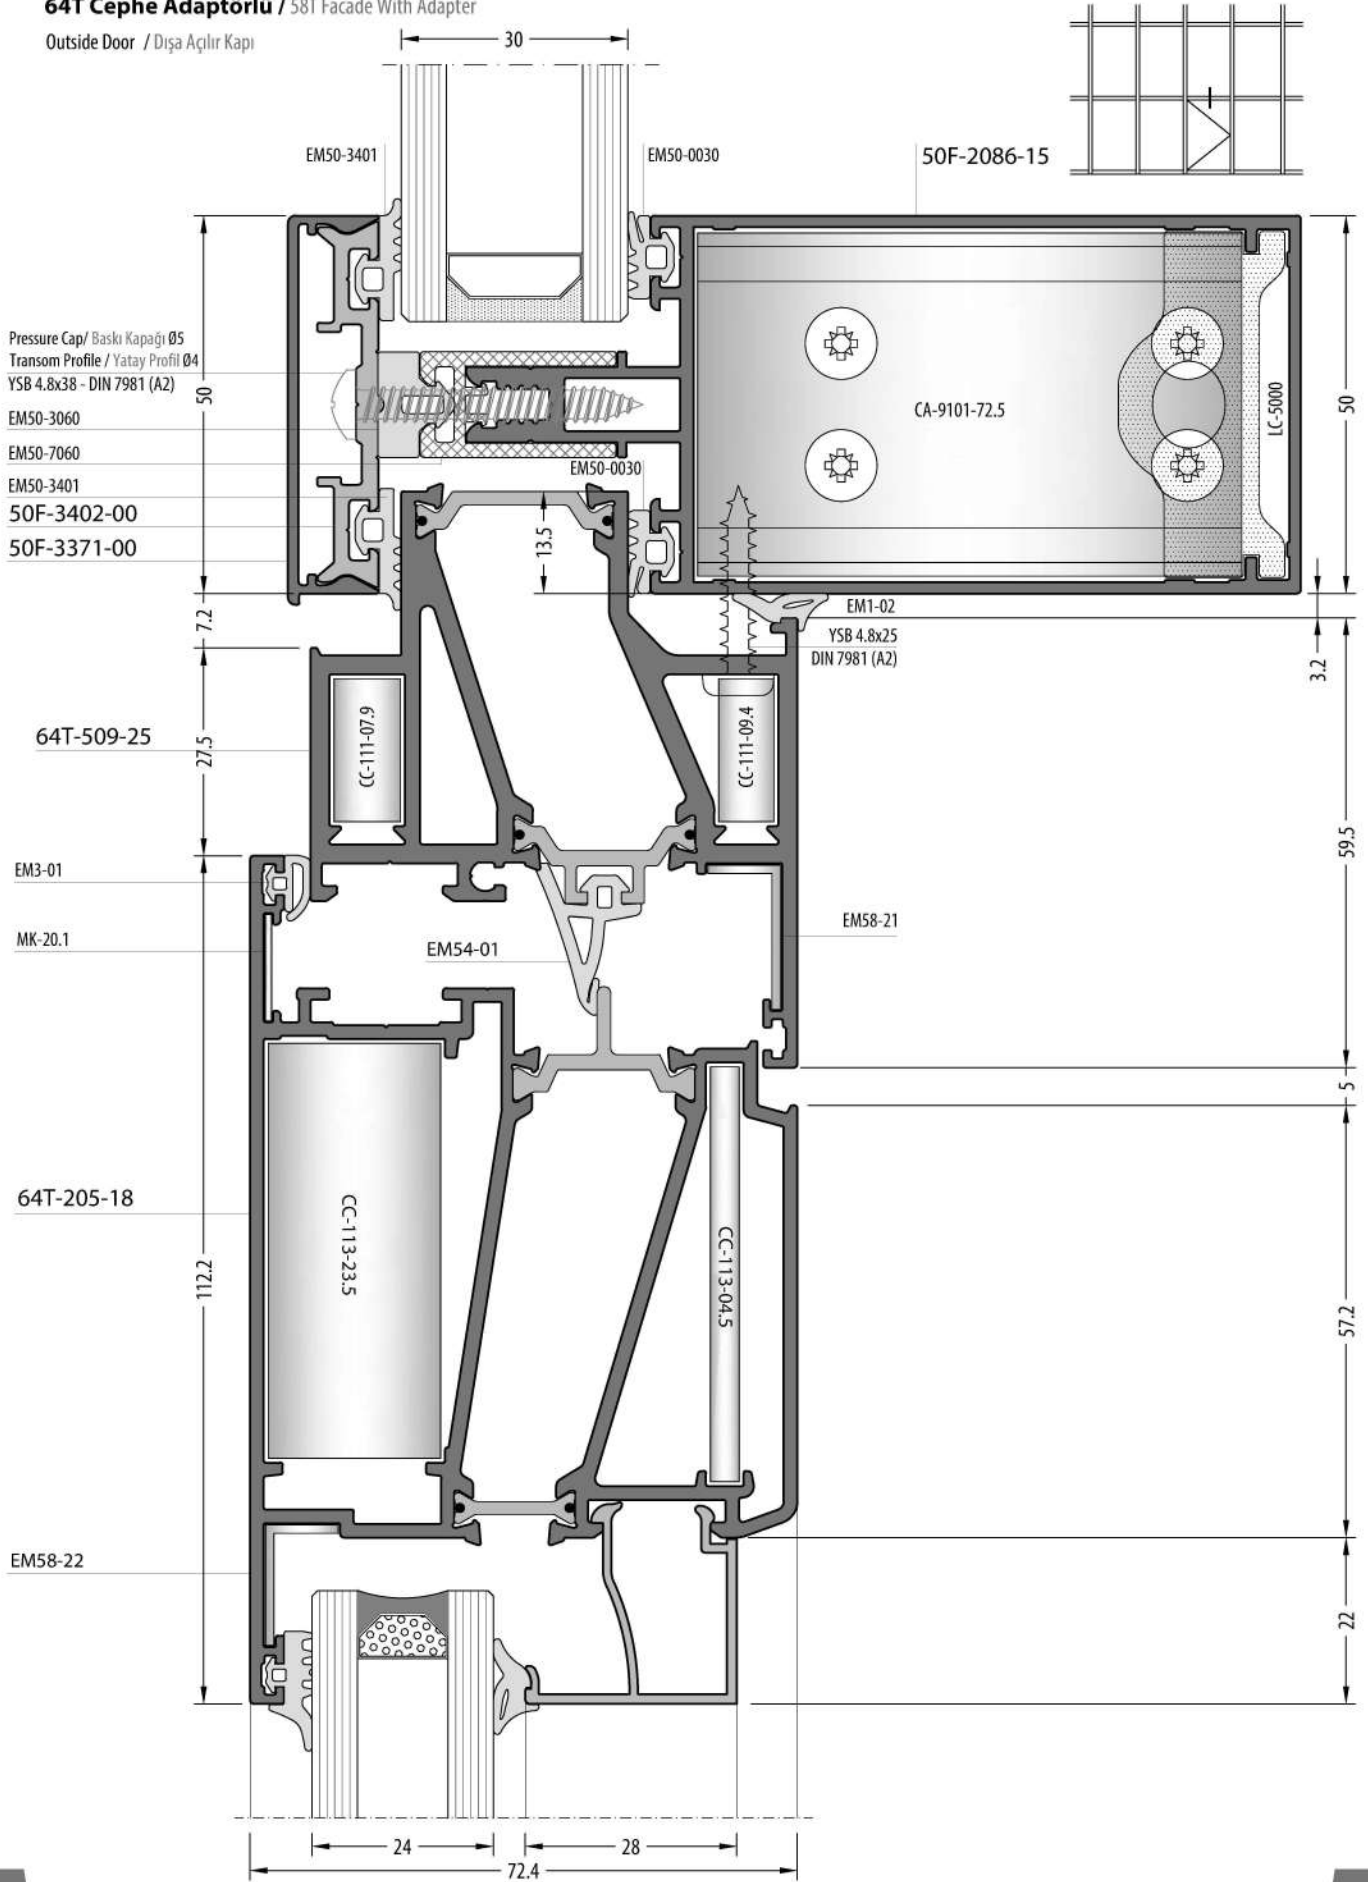 64T Cephe Adaptörlü / 58T Facade With Adapter
Outside Door / Dışa Açılır Kapı
30
EM50-3401
EM50-0030
50F-2086-15
Pressure Cap/ Baskı Kapağı Ø5
Transom Profile / Yatay Profil Ø4
YSB 4.8x38 - DIN 7981 (A2)
EM50-3060
EM50-7060
EM50-3401
50F-3402-00
50F-3371-00
50
CA-9101-72.5
LC-5000
50
EM50-0030
13.5
7.2
EM1-02
YSB 4.8x25
DIN 7981 (A2)
3.2
64T-509-25
27.5
CC-111-07.9
CC-111-09.4
59.5
EM3-01
MK-20.1
EM54-01
EM58-21
5
64T-205-18
112.2
CC-113-23.5
CC-113-04.5
57.2
EM58-22
22
24
28
72.4